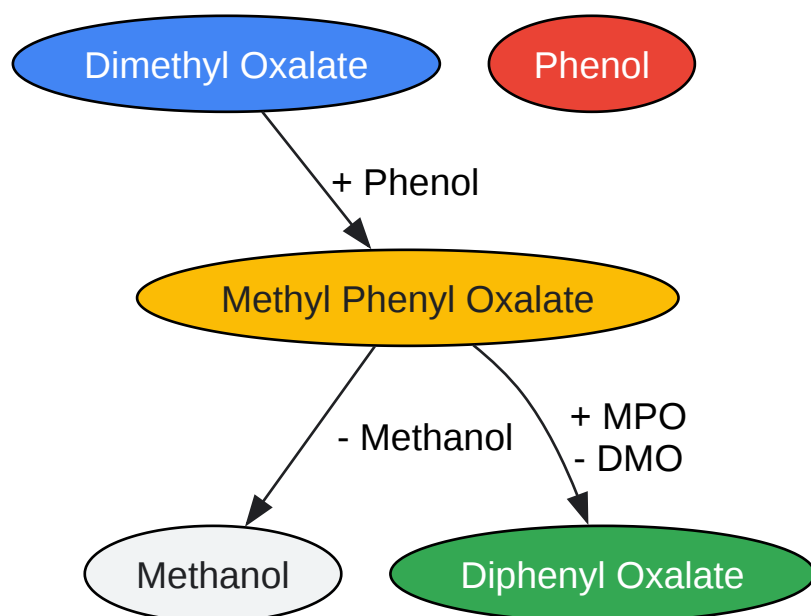 Dimethyl Oxalate
Phenol
+ Phenol
Methyl Phenyl Oxalate
- Methanol
+ MPO
- DMO
Methanol
Diphenyl Oxalate